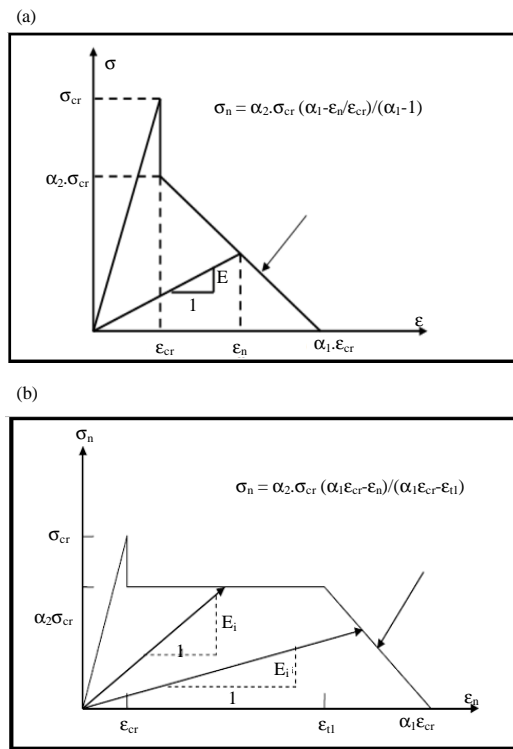 (a)
σ
σcr
σn = α2.σcr (α1-εn/εcr)/(α1-1)
α2.σcr
E
1
ε
εcr
εn
α1.εcr
(b)
σn
σn = α2.σcr (α1εcr-εn)/(α1εcr-εt1)
σcr
α2σcr
Ei
1
Ei i
1
εn
εcr
εt1
α1εcr